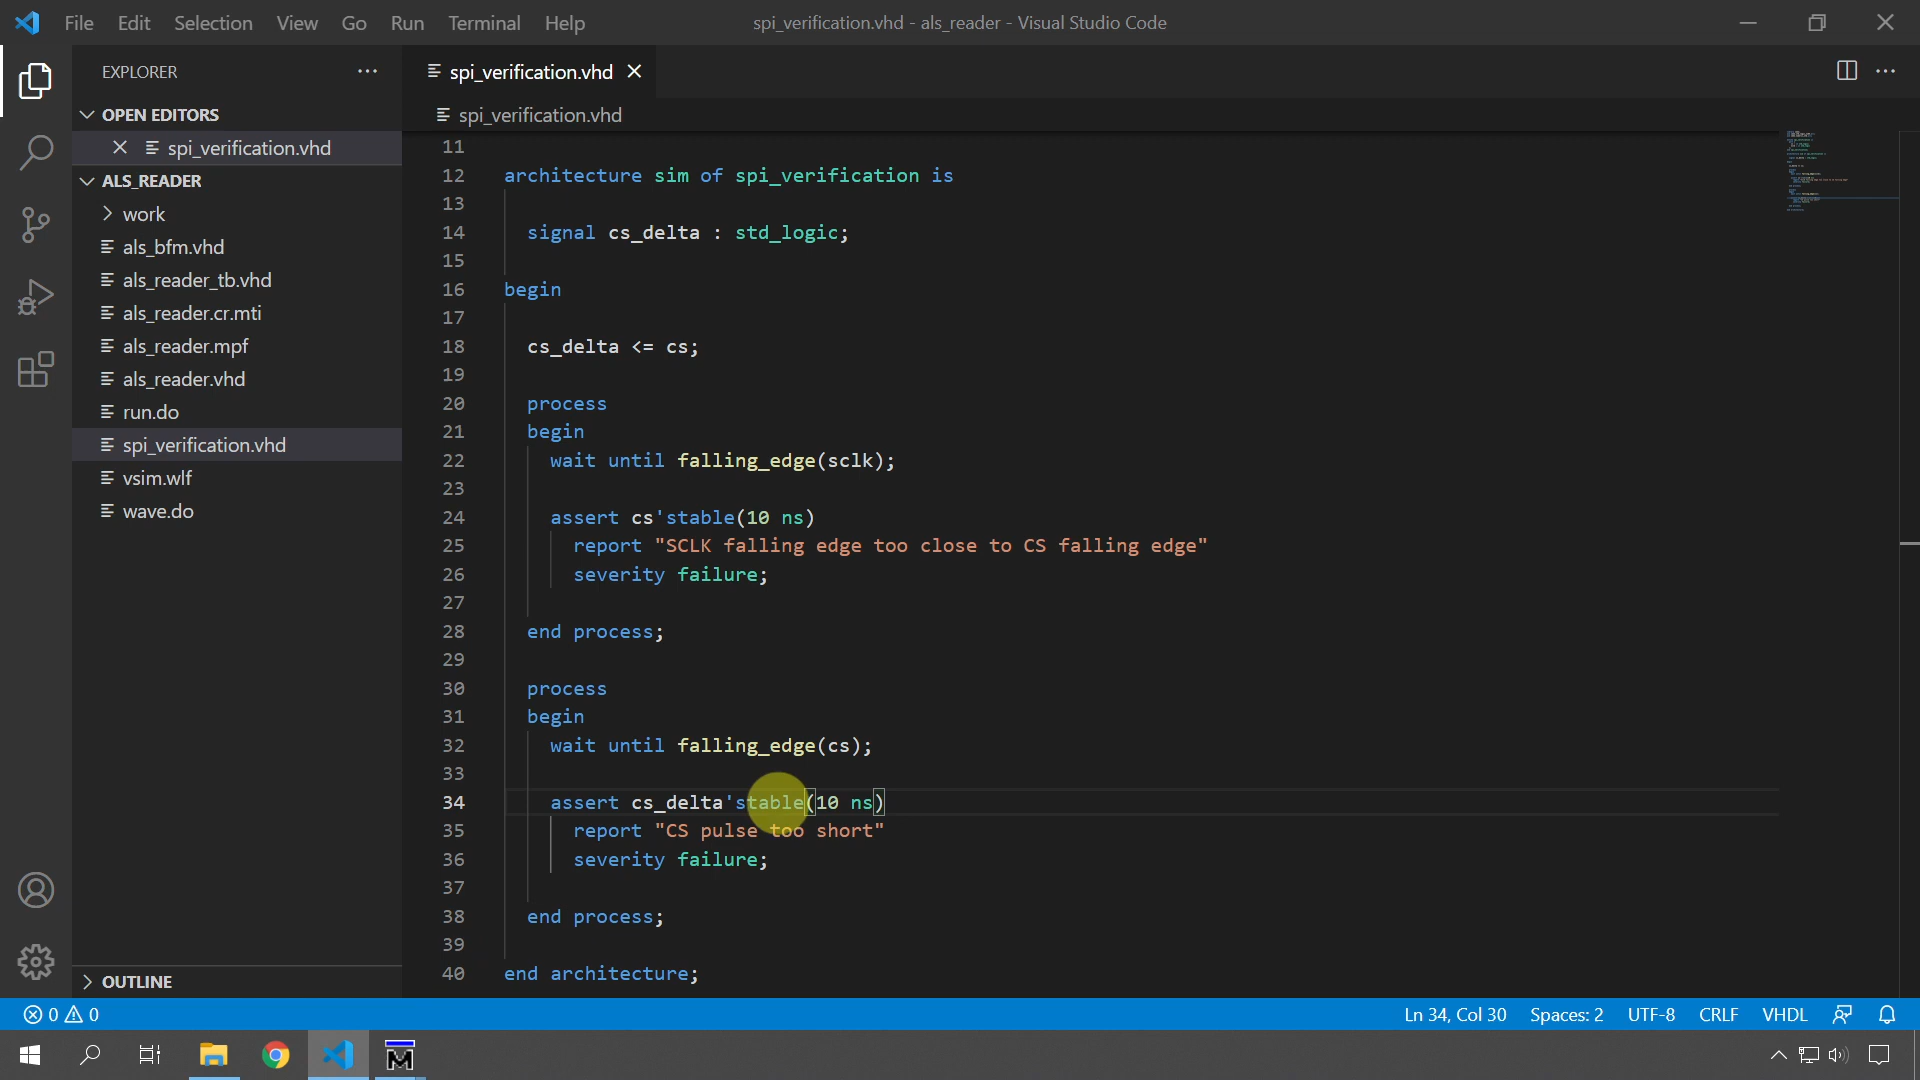 File Edit Selection View Go Run Terminal Help
spi_verification.vhd - als_reader - Visual Studio Code
EXPLORER
OPEN EDITORS
spi_verification.vhd
ALS_READER
work
als_bfm.vhd
als_reader_tb.vhd
als_reader.cr.mti
als_reader.mpf
als_reader.vhd
run.do
spi_verification.vhd
vsim.wlf
wave.do
OUTLINE
spi_verification.vhd
spi_verification.vhd
11
12 architecture sim of spi_verification is
13
14 signal cs_delta : std_logic;
15
16 begin
17
18 cs_delta <= cs;
19
20 process
21 begin
22 wait until falling_edge(sclk);
23
24 assert cs'stable(10 ns)
25 report "SCLK falling edge too close to CS falling edge"
26 severity failure;
27
28 end process;
29
30 process
31 begin
32 wait until falling_edge(cs);
33
34 assert cs_delta'stable(10 ns)
35 report "CS pulse too short"
36 severity failure;
37
38 end process;
39
40 end architecture;
0 0
Ln 34, Col 30 Spaces: 2 UTF-8 CRLF VHDL
M